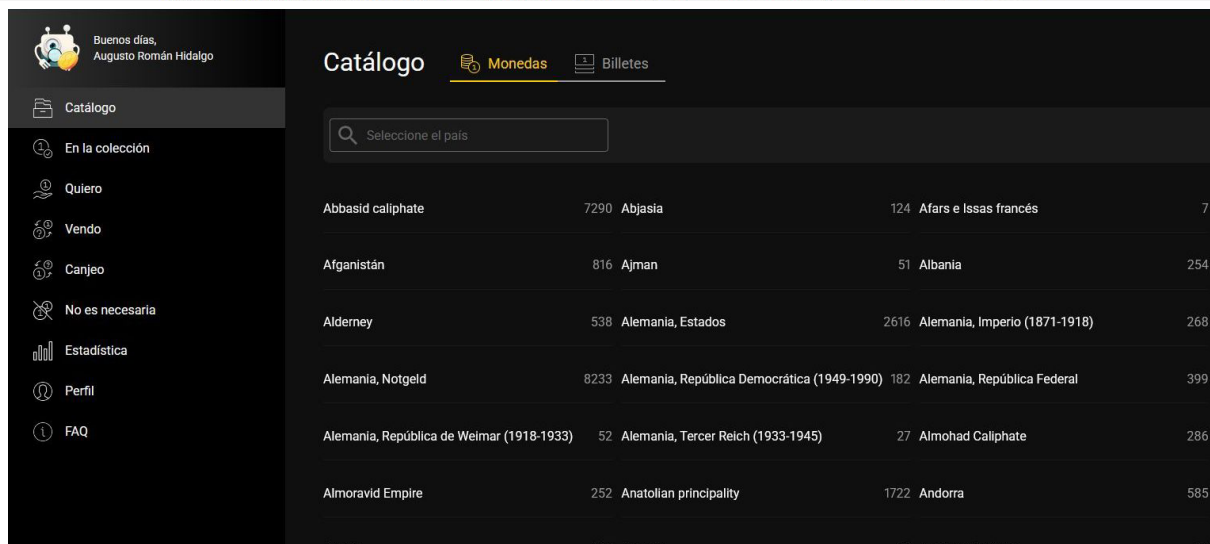 Buenos días,
Augusto Román Hidalgo
Catálogo
En la colección
Quiero
Vendo
Canjeo
No es necesaria
Estadística
Perfil
FAQ
Catálogo Monedas Billetes
Seleccione el país
Abbasid caliphate 7290 Abjasia 124 Afars e Issas francés 7
Afganistán 816 Ajman 51 Albania 254
Alderney 538 Alemania, Estados 2616 Alemania, Imperio (1871-1918) 268
Alemania, Notgeld 8233 Alemania, República Democrática (1949-1990) 182 Alemania, República Federal 399
Alemania, República de Weimar (1918-1933) 52 Alemania, Tercer Reich (1933-1945) 27 Almohad Caliphate 286
Almoravid Empire 252 Anatolian principality 1722 Andorra 585